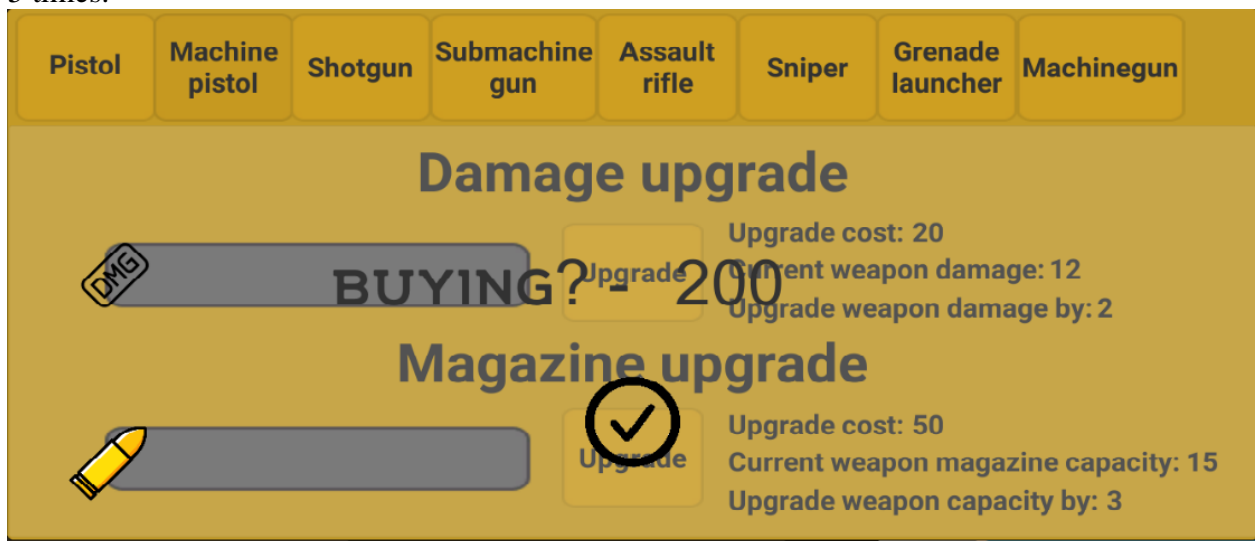 3 times.
Pistol
Machine
pistol
Shotgun
Submachine
gun
Assault
rifle
Sniper
Grenade
launcher
Machinegun
Damage upgrade
DMG
Upgrade
Upgrade cost: 20
Current weapon damage: 12
Upgrade weapon damage by: 2
BUYING? - 200
Magazine upgrade
Upgrade
Upgrade cost: 50
Current weapon magazine capacity: 15
Upgrade weapon capacity by: 3